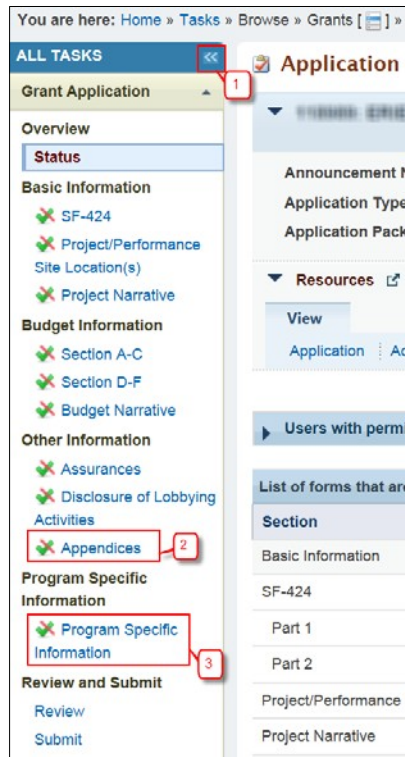 You are here: Home » Tasks » Browse » Grants [ ] »
ALL TASKS «
1
Grant Application
Overview
Status
Basic Information
SF-424
Project/Performance
Site Location(s)
Project Narrative
Budget Information
Section A-C
Section D-F
Budget Narrative
Other Information
Assurances
Disclosure of Lobbying
Activities
Appendices
2
Program Specific
Information
Program Specific
Information
3
Review and Submit
Review
Submit
Application
Announcement
Application Type
Application Pack
Resources
View
Application
Users with permi
List of forms that are
Section
Basic Information
SF-424
Part 1
Part 2
Project/Performance
Project Narrative